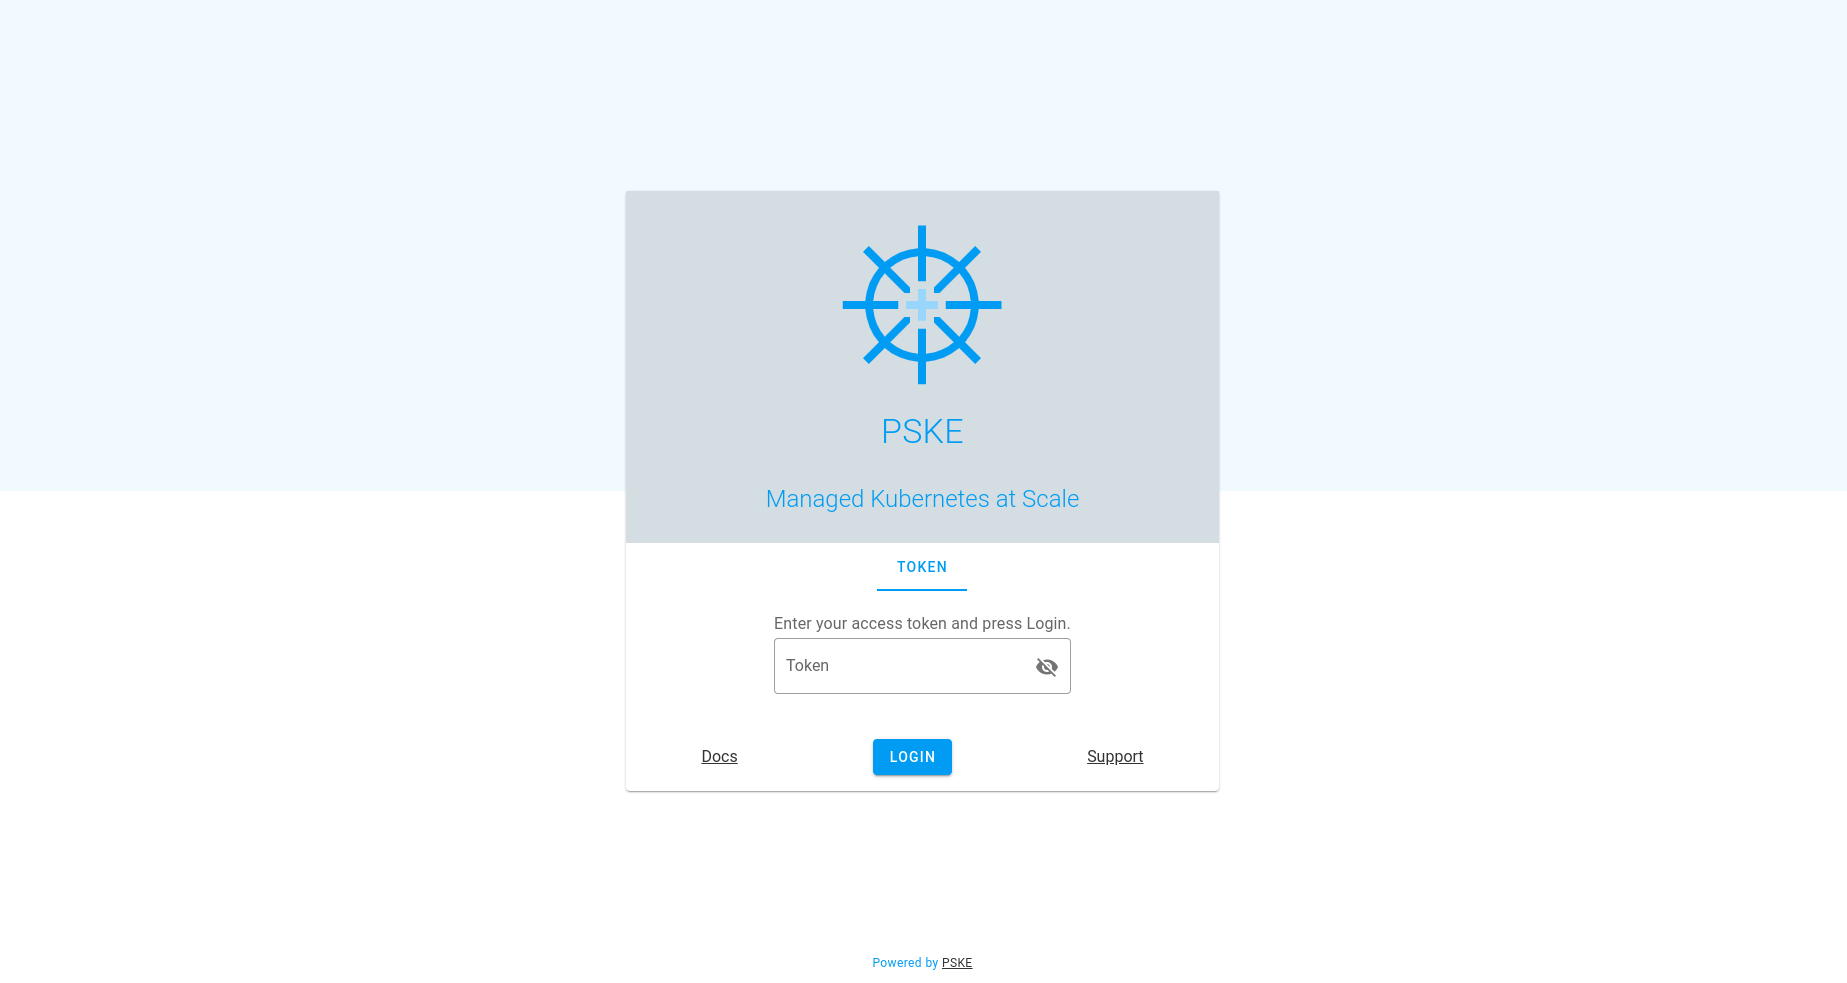 PSKE
Managed Kubernetes at Scale
TOKEN
Enter your access token and press Login.
Token
Docs
LOGIN
Support
Powered by PSKE